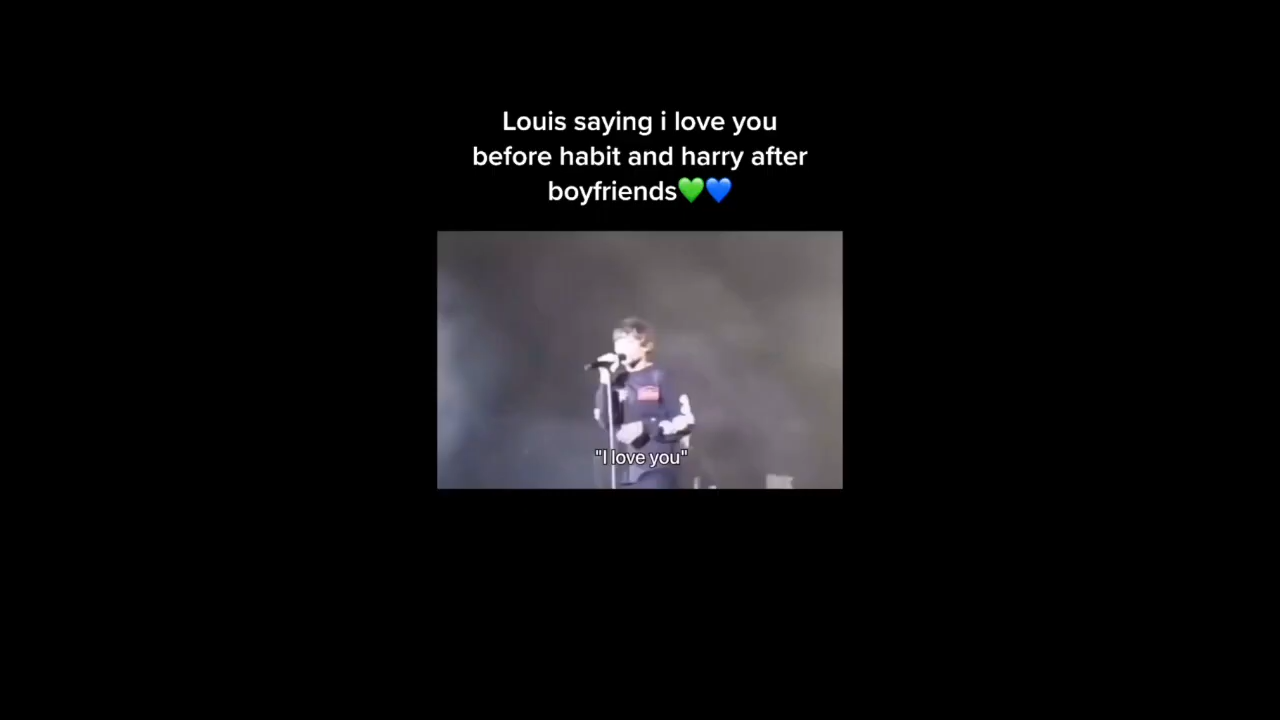 Louis saying i love you
before habit and harry after
boyfriends💚💙
"I love you"